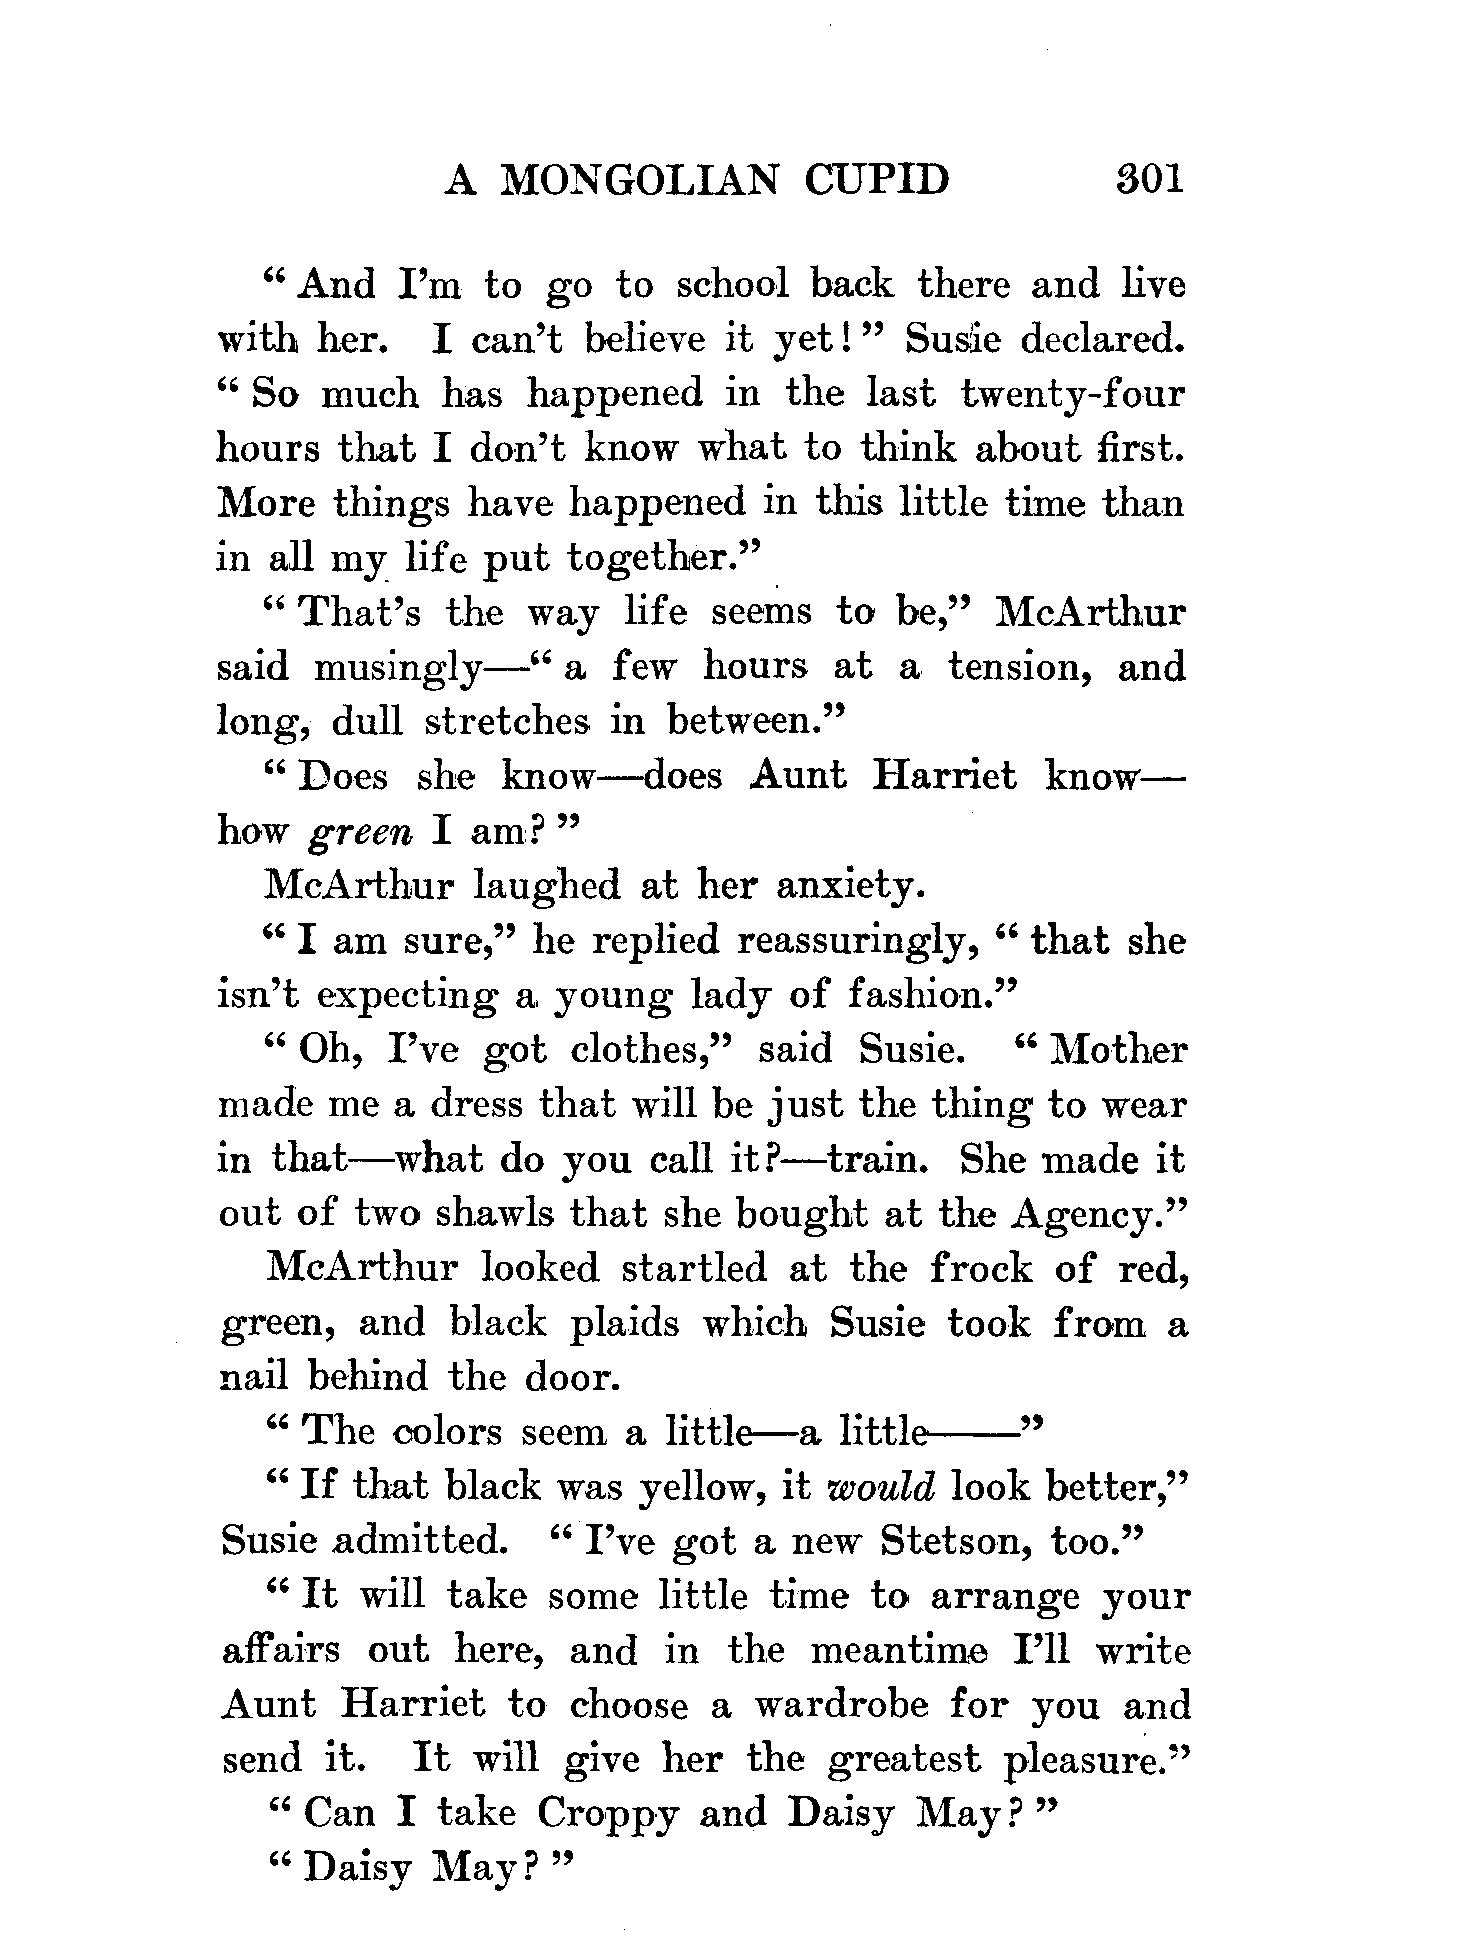 A MONGOLIAN CUPID 301
“ And I’m to go to school back there and live
with her. I can’t believe it yet! ” Susie declared.
“ So much has happened in the last twenty-four
hours that I don’t know what to think about first.
More things have happened in this little time than
in all my life put together.”
“ That’s the way life seems to be,” McArthur
said musingly—“ a few hours at a tension, and
long, dull stretches in between.”
“ Does she know—does Aunt Harriet know—
how green I am? ”
McArthur laughed at her anxiety.
“ I am sure,” he replied reassuringly, “ that she
isn’t expecting a young lady of fashion.”
“ Oh, I’ve got clothes,” said Susie. “ Mother
made me a dress that will be just the thing to wear
in that—what do you call it?—train. She made it
out of two shawls that she bought at the Agency.”
McArthur looked startled at the frock of red,
green, and black plaids which Susie took from a
nail behind the door.
“ The colors seem a little—a little——”
“ If that black was yellow, it would look better,”
Susie admitted. “ I’ve got a new Stetson, too.”
“ It will take some little time to arrange your
affairs out here, and in the meantime I’ll write
Aunt Harriet to choose a wardrobe for you and
send it. It will give her the greatest pleasure.”
“ Can I take Croppy and Daisy May? ”
“ Daisy May? ”